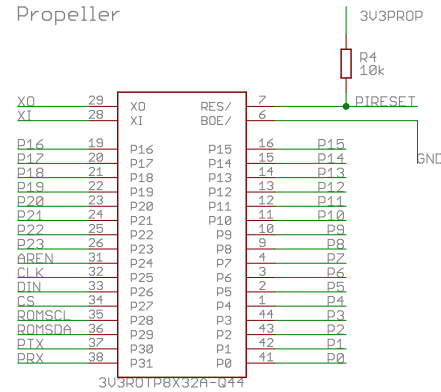 Propeller
3V3PROP
R4
10k
XO 29 XO RES/ 7 PIRESET
XI 28 XI BOE/ 6
GND
P16 19 P16 P15 16 P15
P17 20 P17 P14 15 P14
P18 21 P18 P13 14 P13
P19 22 P19 P12 13 P12
P20 23 P20 P11 12 P11
P21 24 P21 P10 11 P10
P22 25 P22 P9 10 P9
P23 26 P23 P8 9 P8
AREN 31 P24 P7 4 P7
CLK 32 P25 P6 3 P6
DIN 33 P26 P5 2 P5
CS 34 P27 P4 1 P4
ROMSCL 35 P28 P3 44 P3
ROMSDA 36 P29 P2 43 P2
PTX 37 P30 P1 42 P1
PRX 38 P31 P0 41 P0
3V3ROTP8X32A-Q44